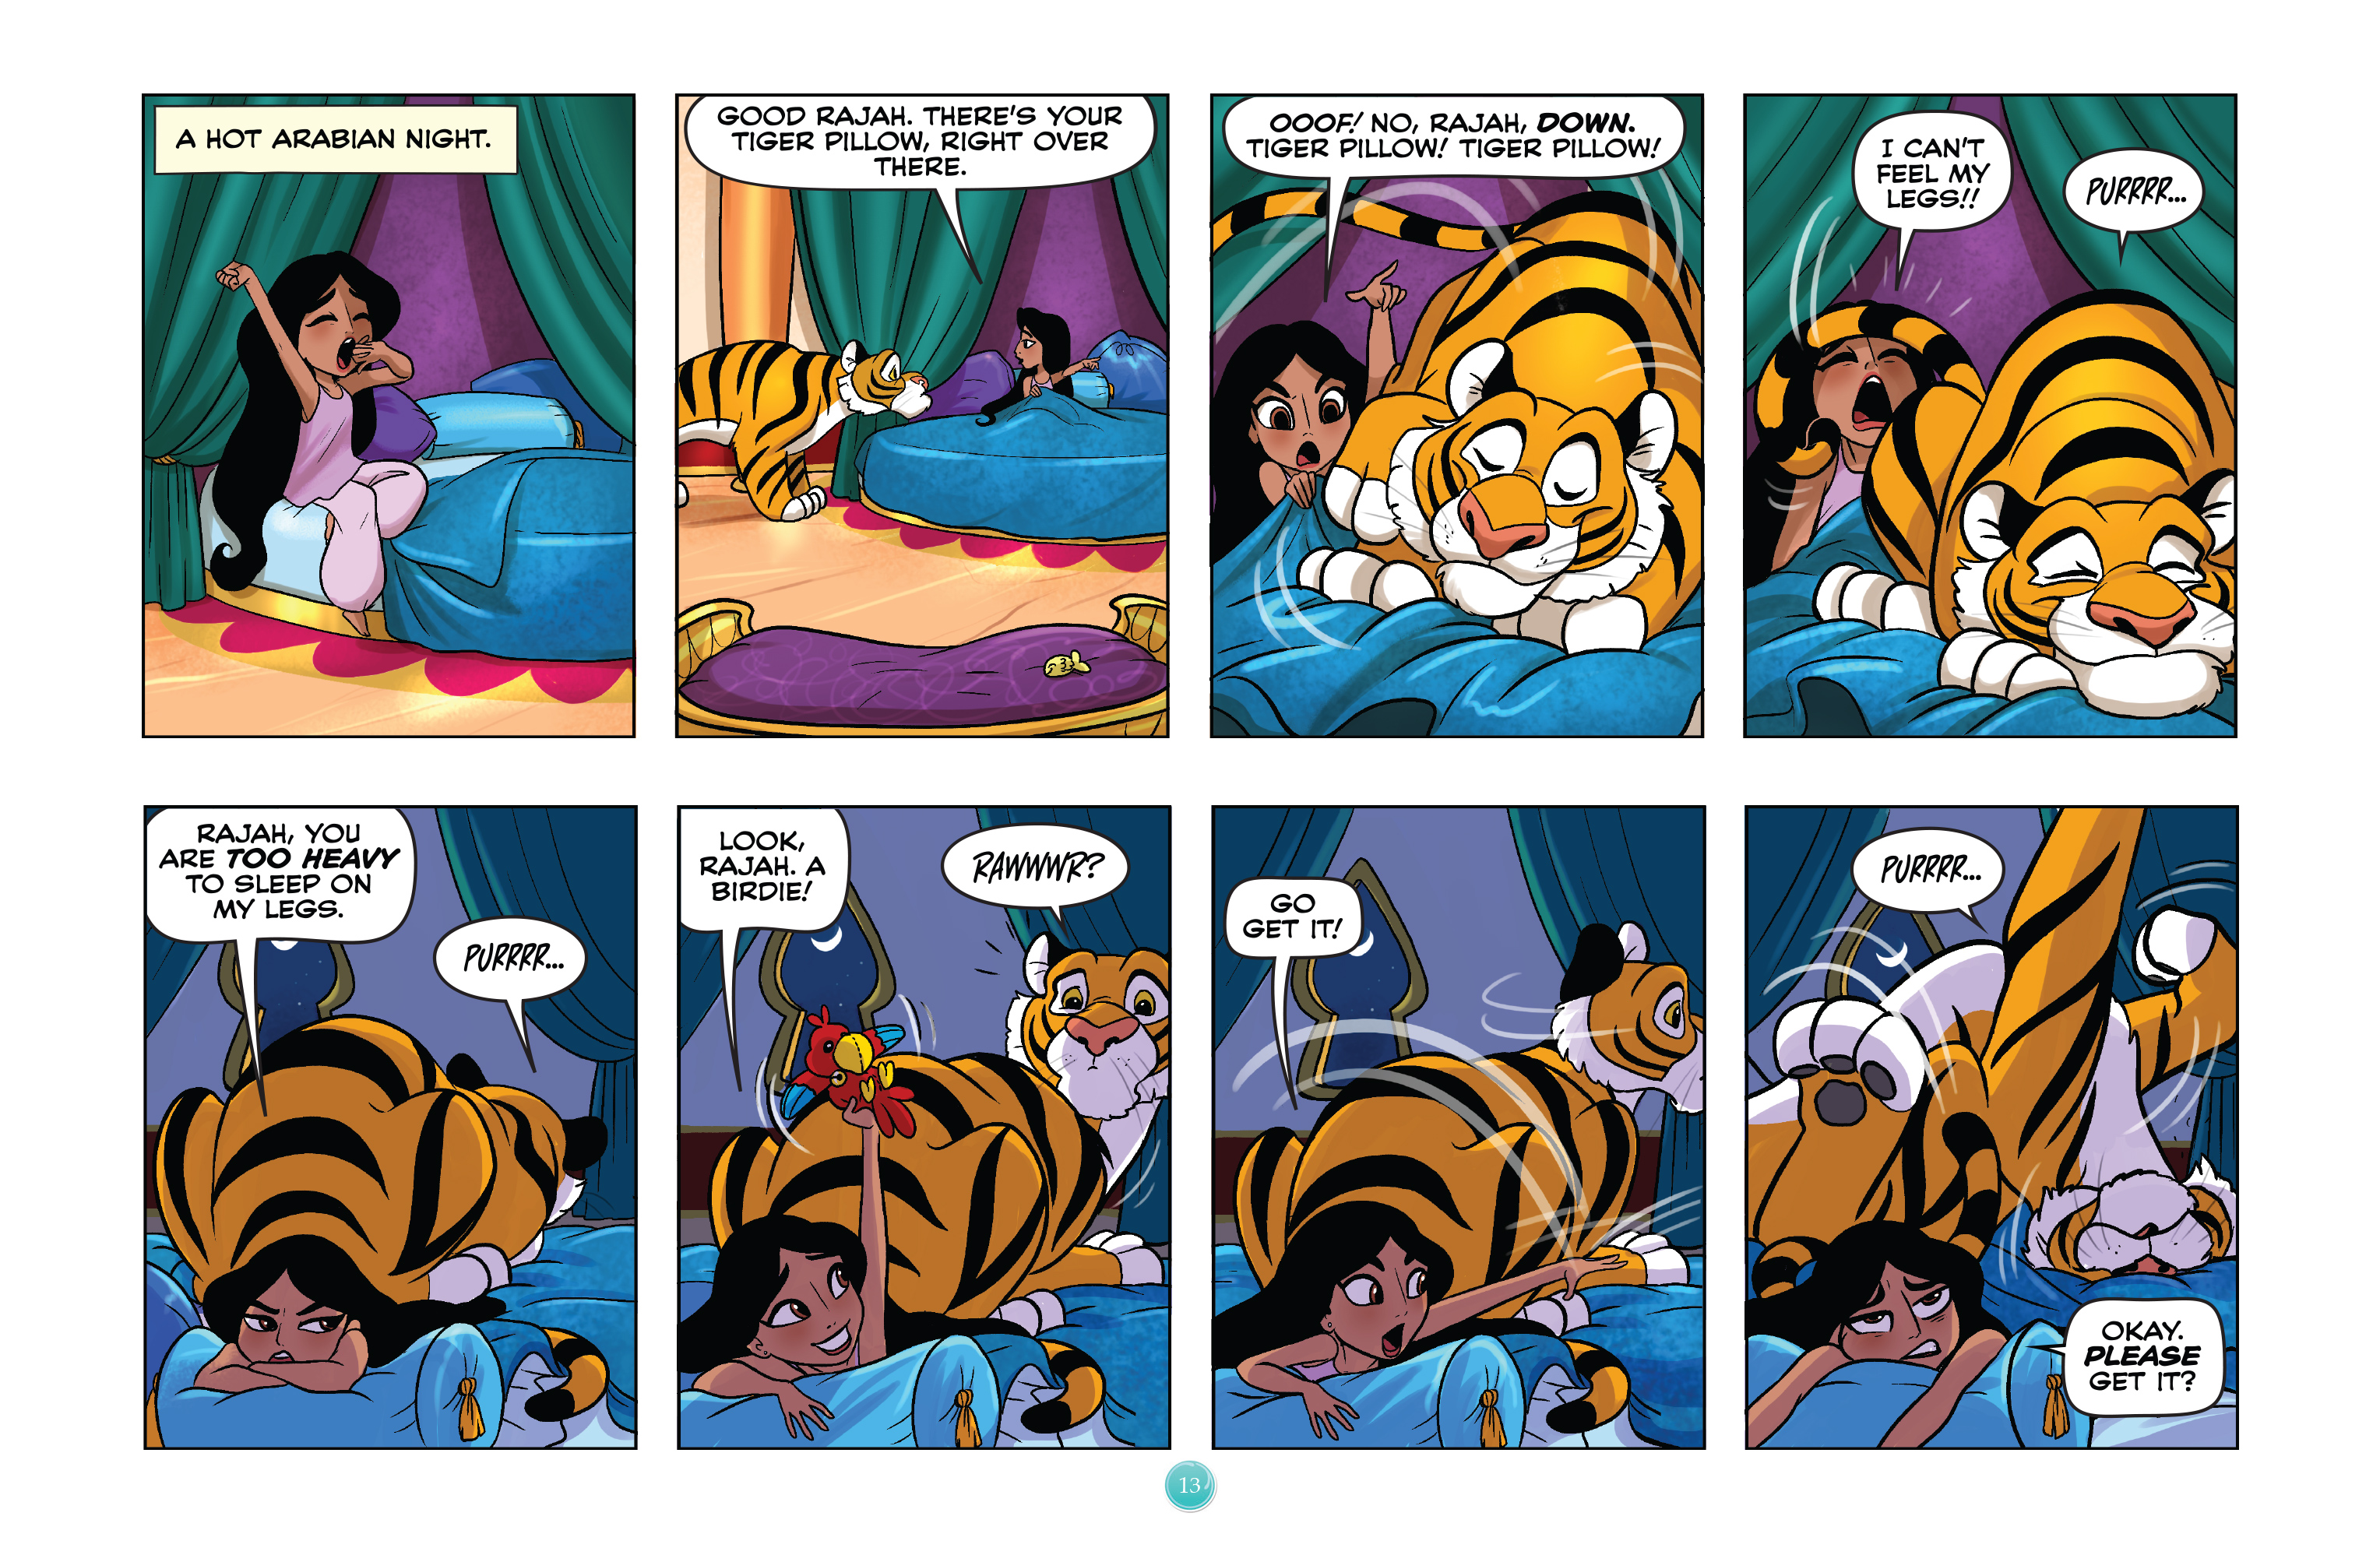 A HOT ARABIAN NIGHT.
GOOD RAJAH. THERE'S YOUR
TIGER PILLOW, RIGHT OVER
THERE.
OOOF! NO, RAJAH, DOWN.
TIGER PILLOW! TIGER PILLOW!
I CAN'T
FEEL MY
LEGS!!
PURRRR...
RAJAH, YOU
ARE TOO HEAVY
TO SLEEP ON
MY LEGS.
PURRRR...
LOOK,
RAJAH. A
BIRDIE!
RAWWWR?
GO
GET IT!
PURRRR...
OKAY.
PLEASE
GET IT?
13